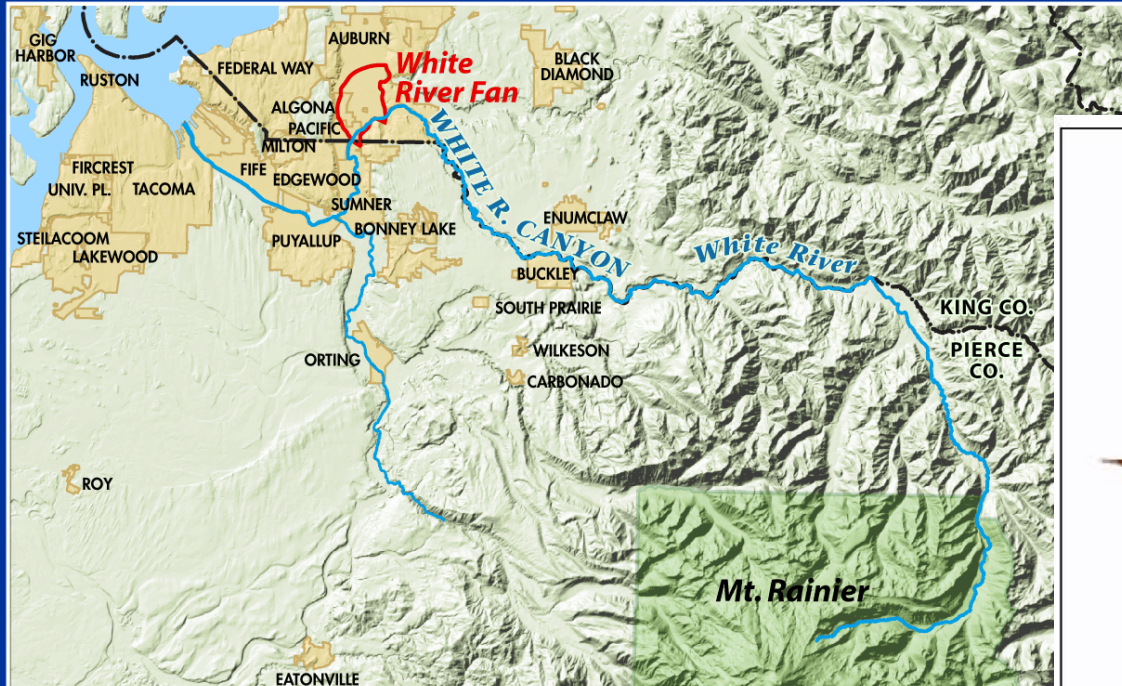 GIG
HARBOR
RUSTON
AUBURN
FEDERAL WAY
White
River Fan
BLACK
DIAMOND
ALGONA
PACIFIC
MILTON
FIFE
EDGEWOOD
FIRCREST
UNIV. PL.
TACOMA
SUMNER
WHITE R. CANYON
ENUMCLAW
BONNEY LAKE
PUYALLUP
STEILACOOM
LAKEWOOD
White River
BUCKLEY
SOUTH PRAIRIE
KING CO.
PIERCE
CO.
WILKESON
ORTING
CARBONADO
ROY
Mt. Rainier
EATONVILLE